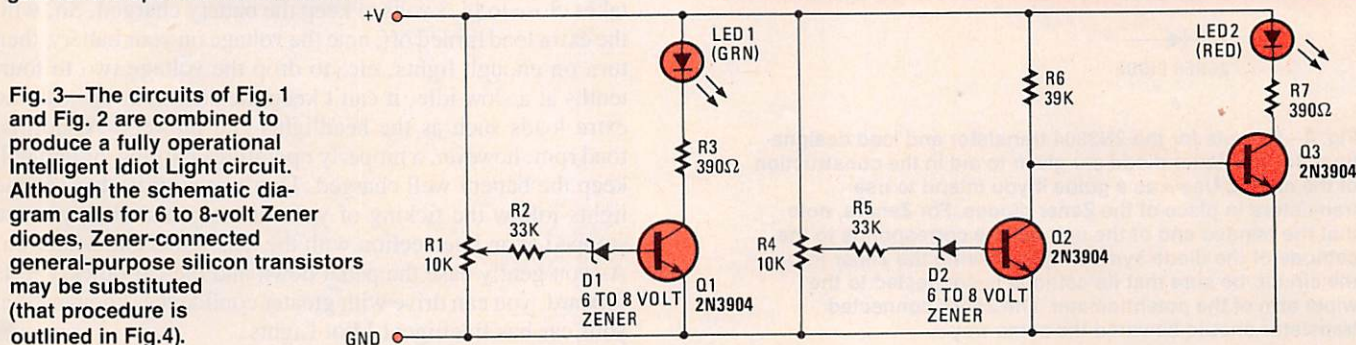 Fig. 3—The circuits of Fig. 1
and Fig. 2 are combined to
produce a fully operational
Intelligent Idiot Light circuit.
Although the schematic dia-
gram calls for 6 to 8-volt Zener
diodes, Zener-connected
general-purpose silicon transistors
may be substituted
(that procedure is
outlined in Fig.4).
+V
LED1
(GRN)
R3
390Ω
R1
10K
R2
33K
D1
6 TO 8 VOLT
ZENER
Q1
2N3904
R4
10K
R5
33K
D2
6 TO 8 VOLT
ZENER
Q2
2N3904
R6
39K
LED2
(RED)
R7
390Ω
Q3
2N3904
GND